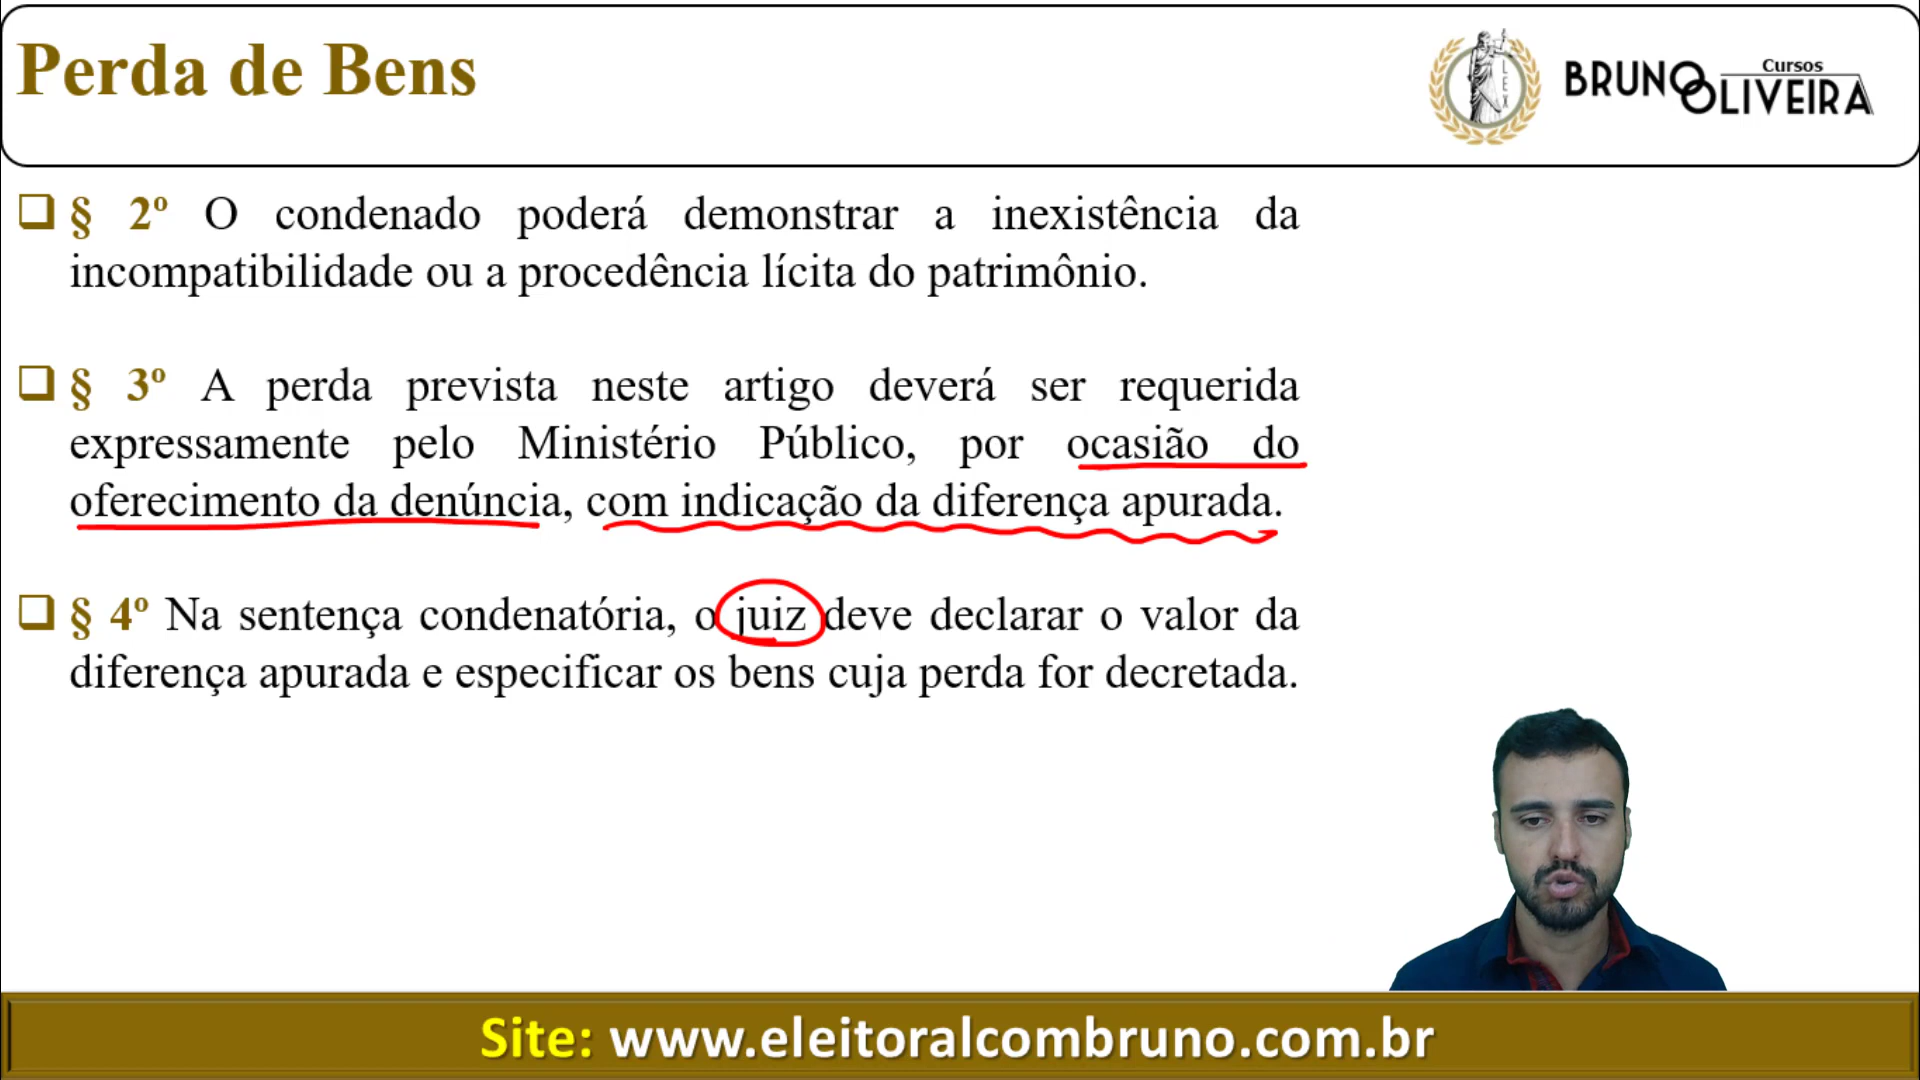 Perda de Bens
LEX
Cursos
BRUNO OLIVEIRA
§ 2º O condenado poderá demonstrar a inexistência da
incompatibilidade ou a procedência lícita do patrimônio.
§ 3º A perda prevista neste artigo deverá ser requerida
expressamente pelo Ministério Público, por ocasião do
oferecimento da denúncia, com indicação da diferença apurada.
§ 4º Na sentença condenatória, o juiz deve declarar o valor da
diferença apurada e especificar os bens cuja perda for decretada.
Site: www.eleitoralcombruno.com.br